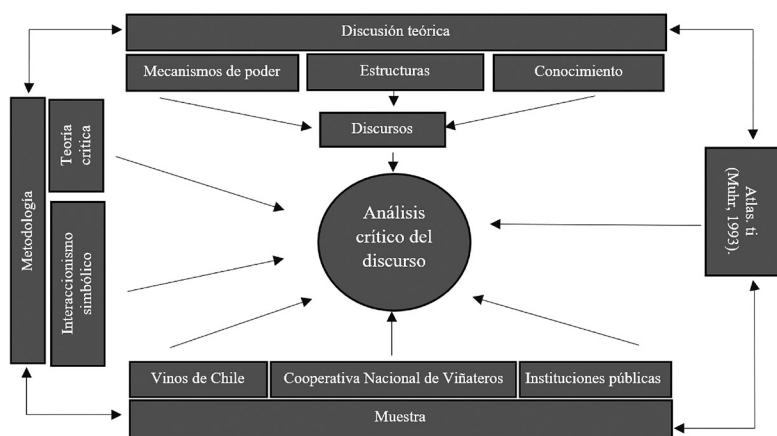 Discusión teórica
Mecanismos de poder
Estructuras
Conocimiento
Discursos
Metodología
Teoría
crítica
Interaccionismo
simbólico
Análisis
crítico del
discurso
Atlas. ti
(Muhr, 1993).
Vinos de Chile
Cooperativa Nacional de Viñateros
Instituciones públicas
Muestra